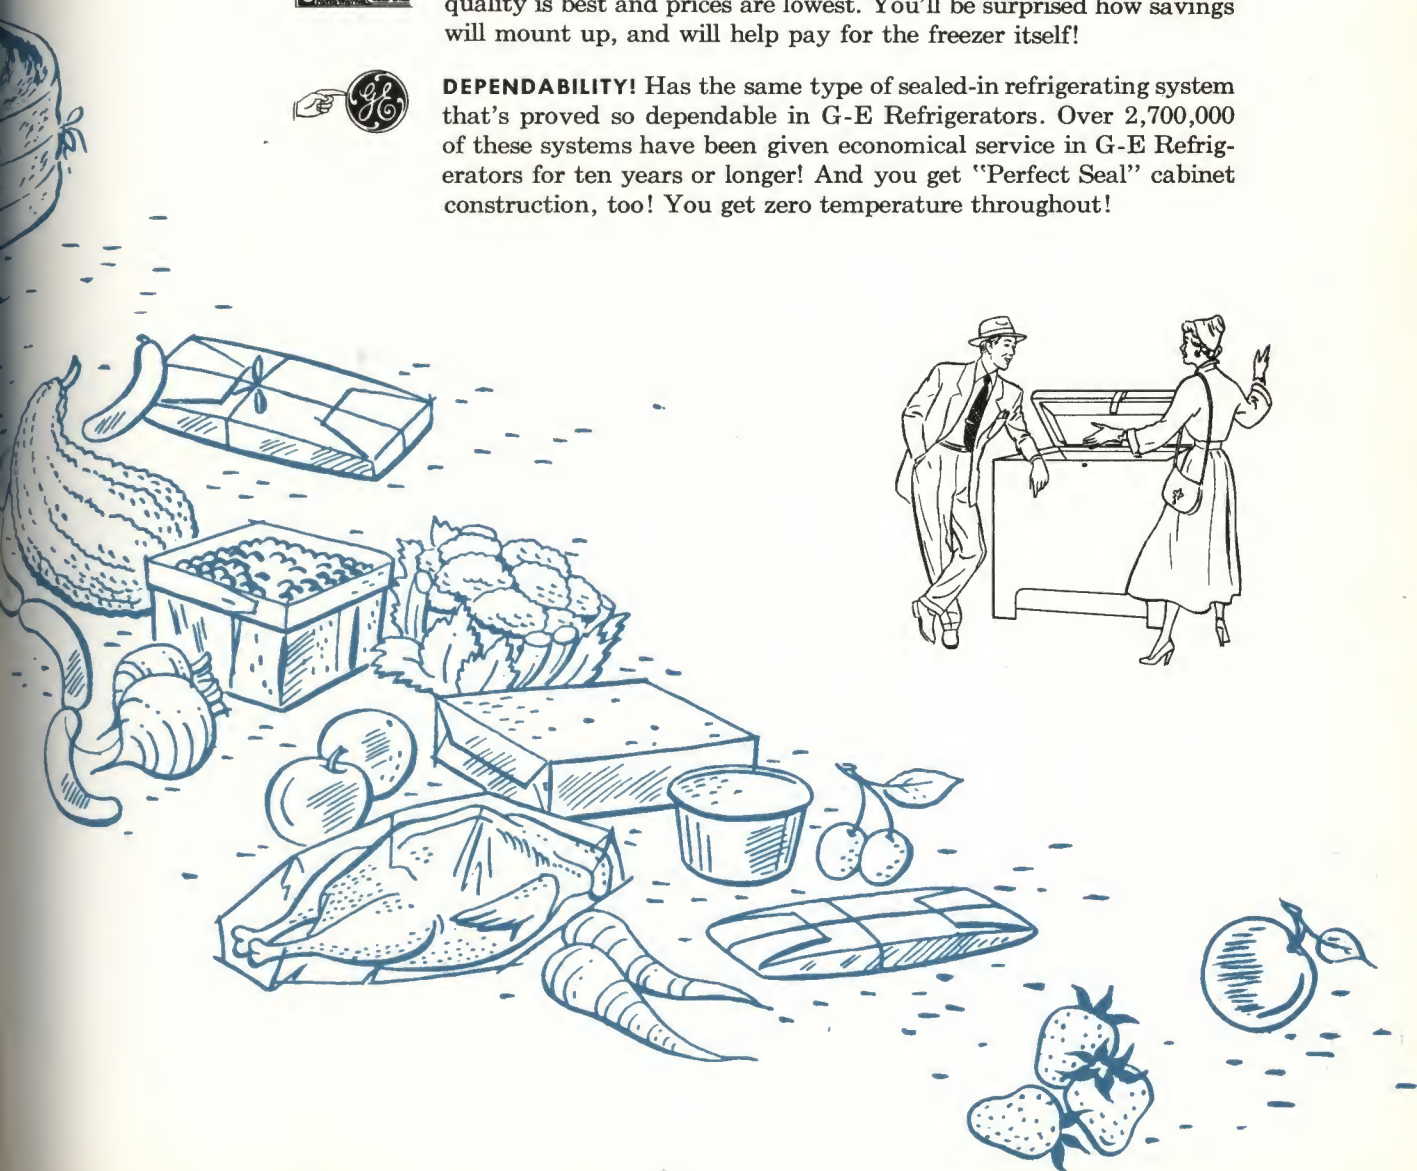 quality is best and prices are lowest. You'll be surprised how savings
will mount up, and will help pay for the freezer itself!
GE
DEPENDABILITY! Has the same type of sealed-in refrigerating system
that's proved so dependable in G-E Refrigerators. Over 2,700,000
of these systems have been given economical service in G-E Refrig-
erators for ten years or longer! And you get "Perfect Seal" cabinet
construction, too! You get zero temperature throughout!